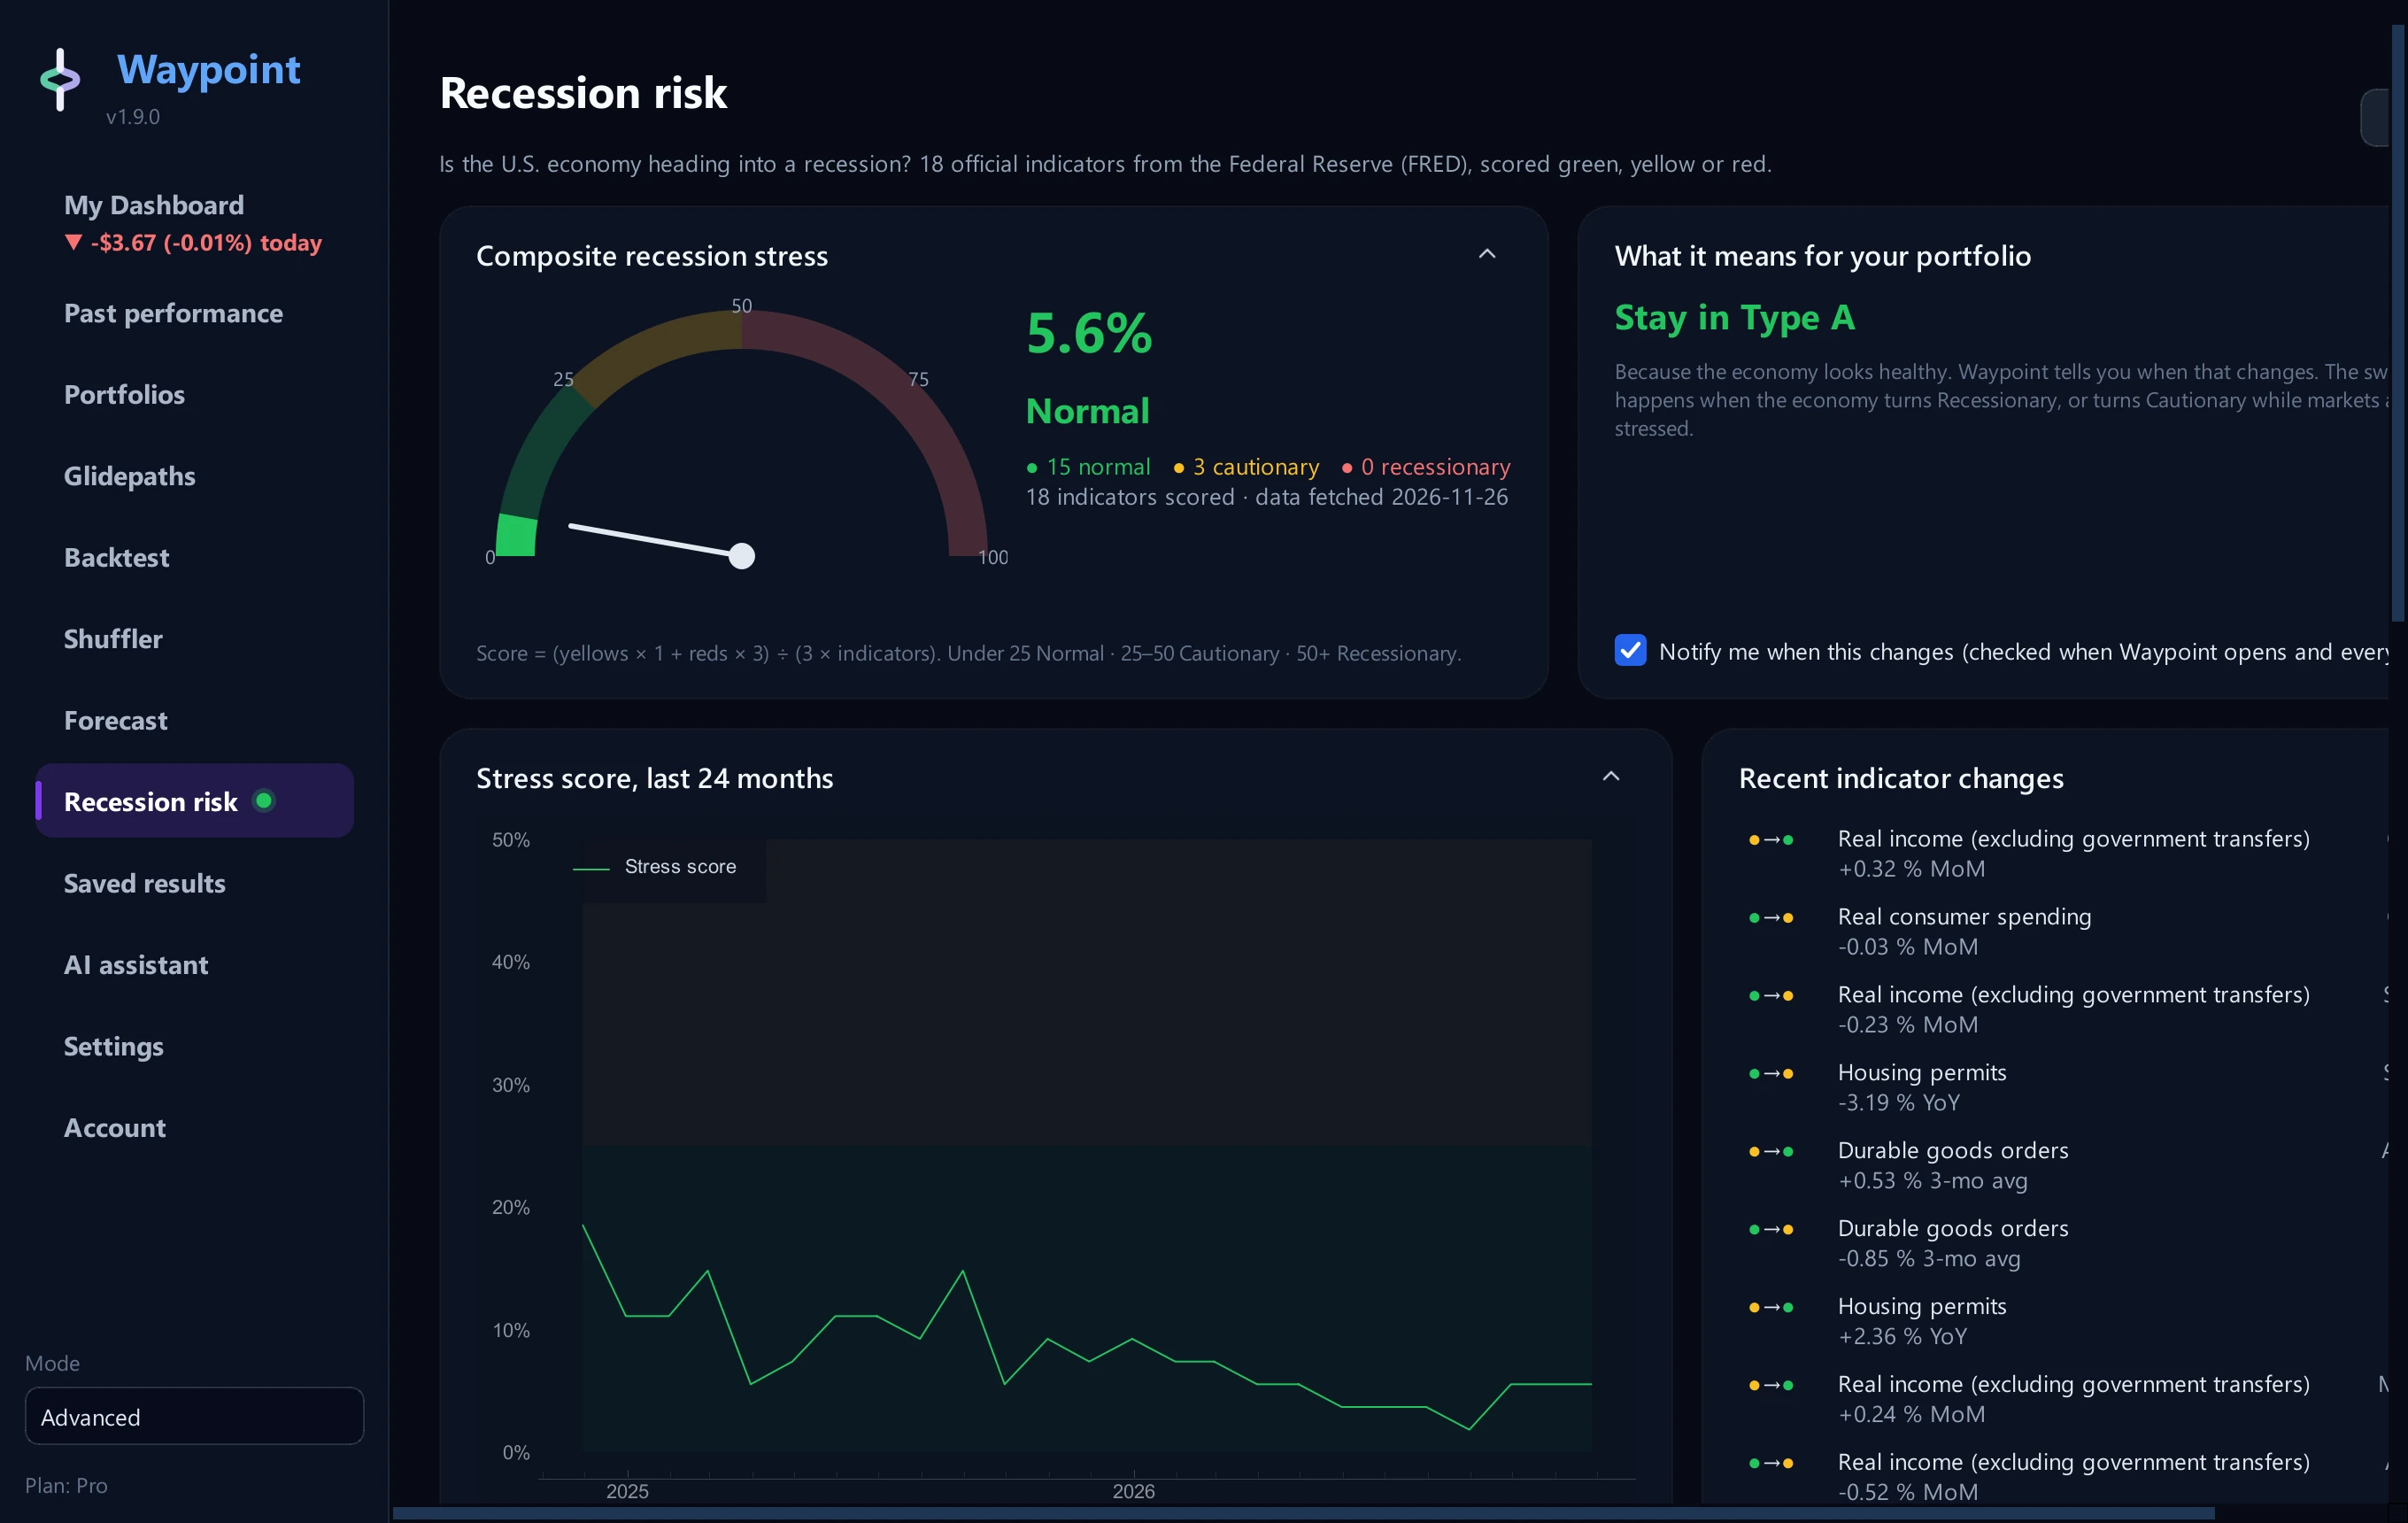 Waypoint
v1.9.0
My Dashboard
▼ -$3.67 (-0.01%) today
Past performance
Portfolios
Glidepaths
Backtest
Shuffler
Forecast
Recession risk
Saved results
AI assistant
Settings
Account
Mode
Advanced
Plan: Pro
Recession risk
Is the U.S. economy heading into a recession? 18 official indicators from the Federal Reserve (FRED), scored green, yellow or red.
Composite recession stress
0
25
50
75
100
5.6%
Normal
● 15 normal ● 3 cautionary ● 0 recessionary
18 indicators scored · data fetched 2026-11-26
Score = (yellows × 1 + reds × 3) ÷ (3 × indicators). Under 25 Normal · 25–50 Cautionary · 50+ Recessionary.
What it means for your portfolio
Stay in Type A
Because the economy looks healthy. Waypoint tells you when that changes. The
happens when the economy turns Recessionary, or turns Cautionary while markets
stressed.
Notify me when this changes (checked when Waypoint opens and every
Stress score, last 24 months
50%
40%
30%
20%
10%
0%
Stress score
2025
2026
Recent indicator changes
Real income (excluding government transfers)
+0.32 % MoM
Real consumer spending
-0.03 % MoM
Real income (excluding government transfers)
-0.23 % MoM
Housing permits
-3.19 % YoY
Durable goods orders
+0.53 % 3-mo avg
Durable goods orders
-0.85 % 3-mo avg
Housing permits
+2.36 % YoY
Real income (excluding government transfers)
+0.24 % MoM
Real income (excluding government transfers)
-0.52 % MoM